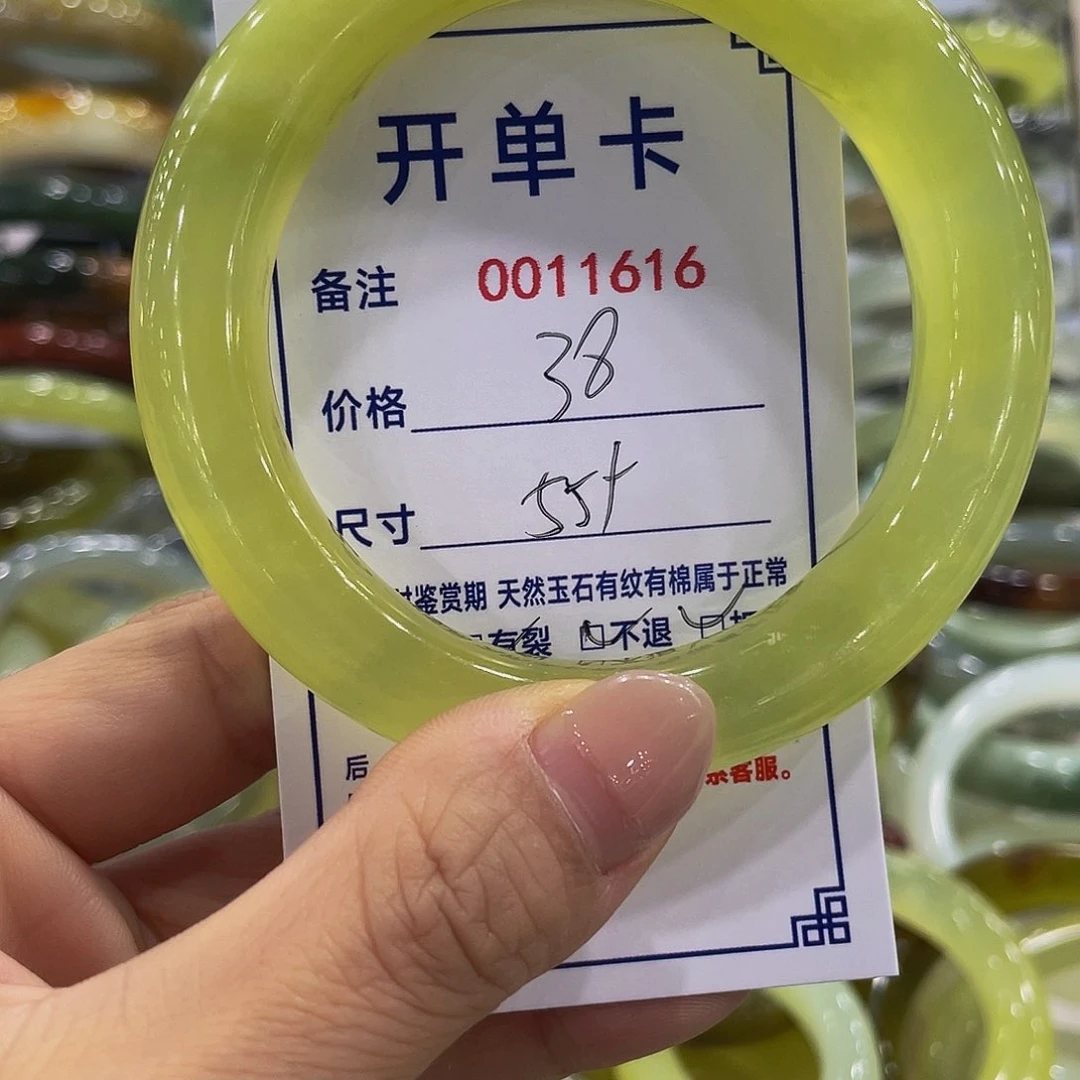 开单卡
备注 0011616
价格 38
尺寸 55+
鉴赏期 天然玉石有纹有棉属于正常
有裂 □不退
后
客服。